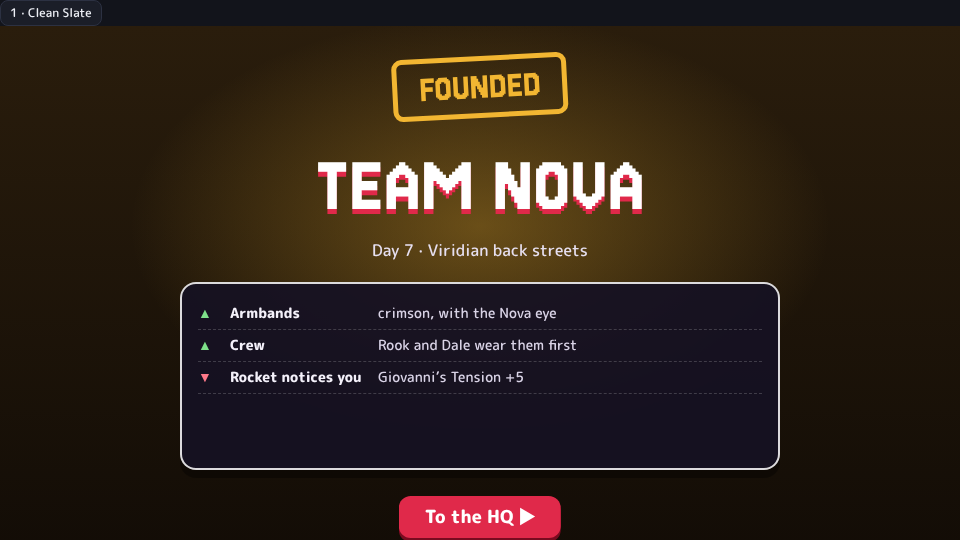 1 · Clean Slate
FOUNDED
TEAM NOVA
Day 7 · Viridian back streets
▲ Armbands crimson, with the Nova eye
▲ Crew Rook and Dale wear them first
▼ Rocket notices you Giovanni’s Tension +5
To the HQ ▶